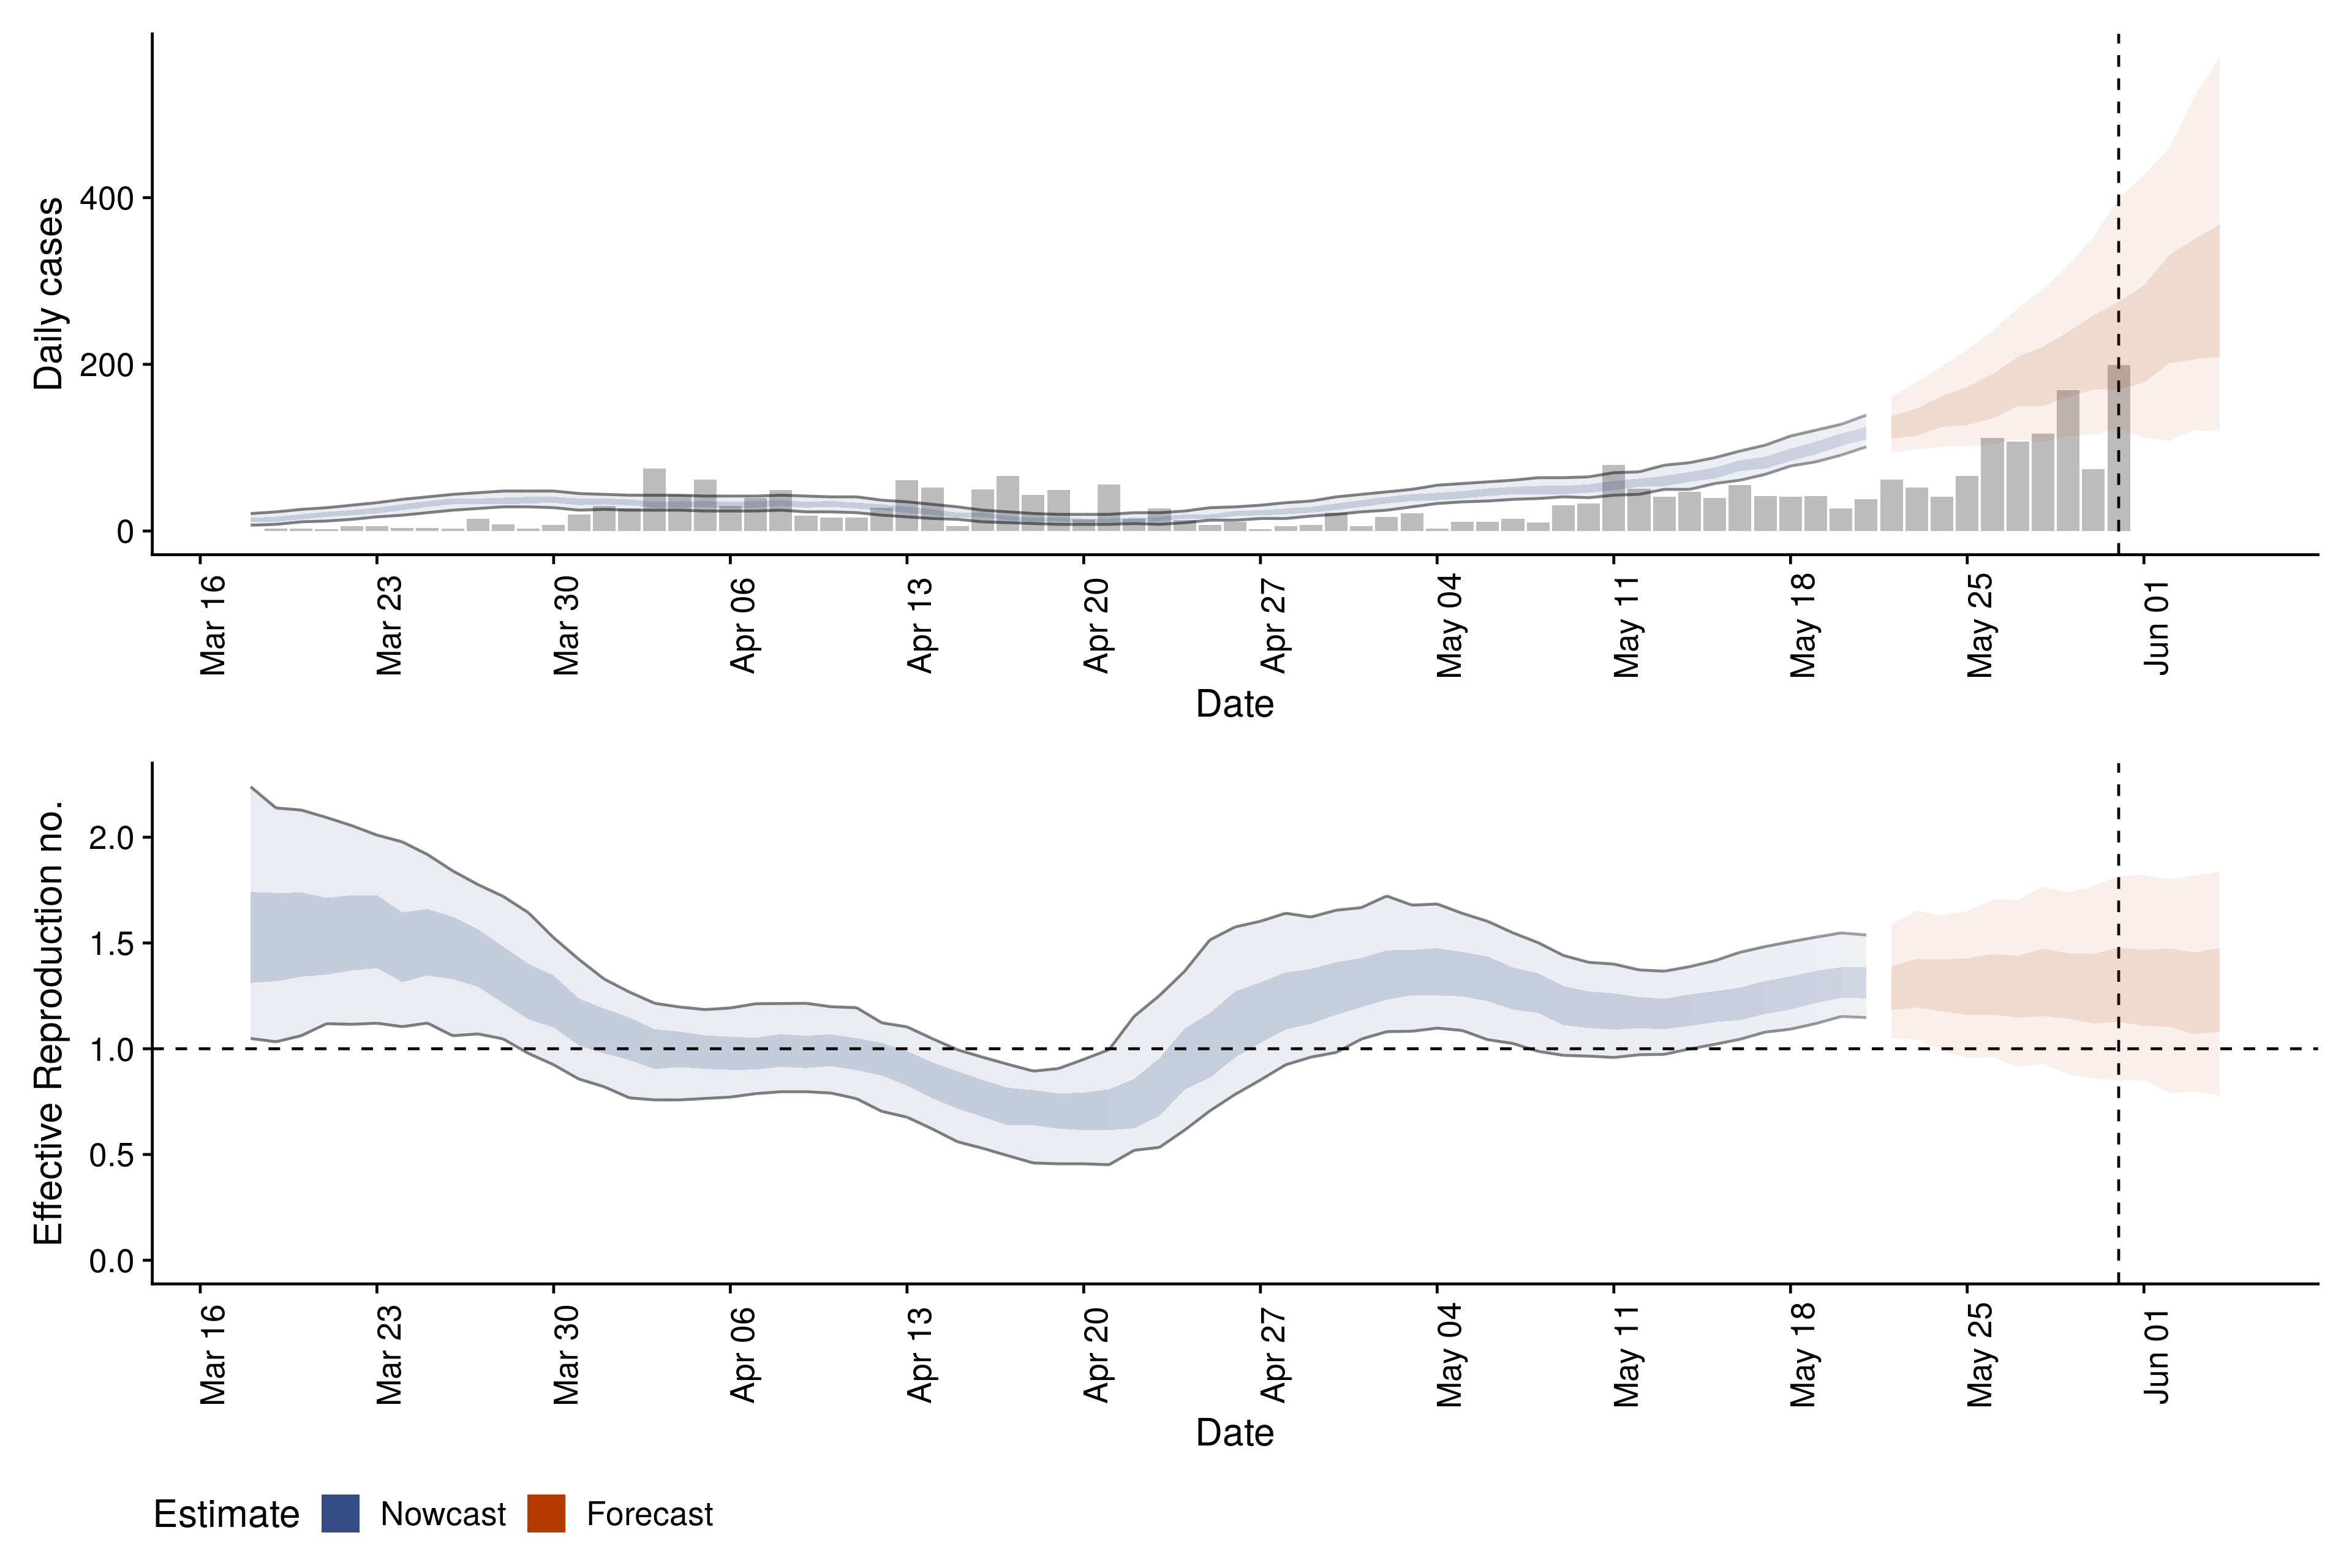 Daily cases
400
200
0
Mar 16
Mar 23
Mar 30
Apr 06
Apr 13
Apr 20
Apr 27
May 04
May 11
May 18
May 25
Jun 01
Date
Effective Reproduction no.
2.0
1.5
1.0
0.5
0.0
Mar 16
Mar 23
Mar 30
Apr 06
Apr 13
Apr 20
Apr 27
May 04
May 11
May 18
May 25
Jun 01
Date
Estimate Nowcast Forecast